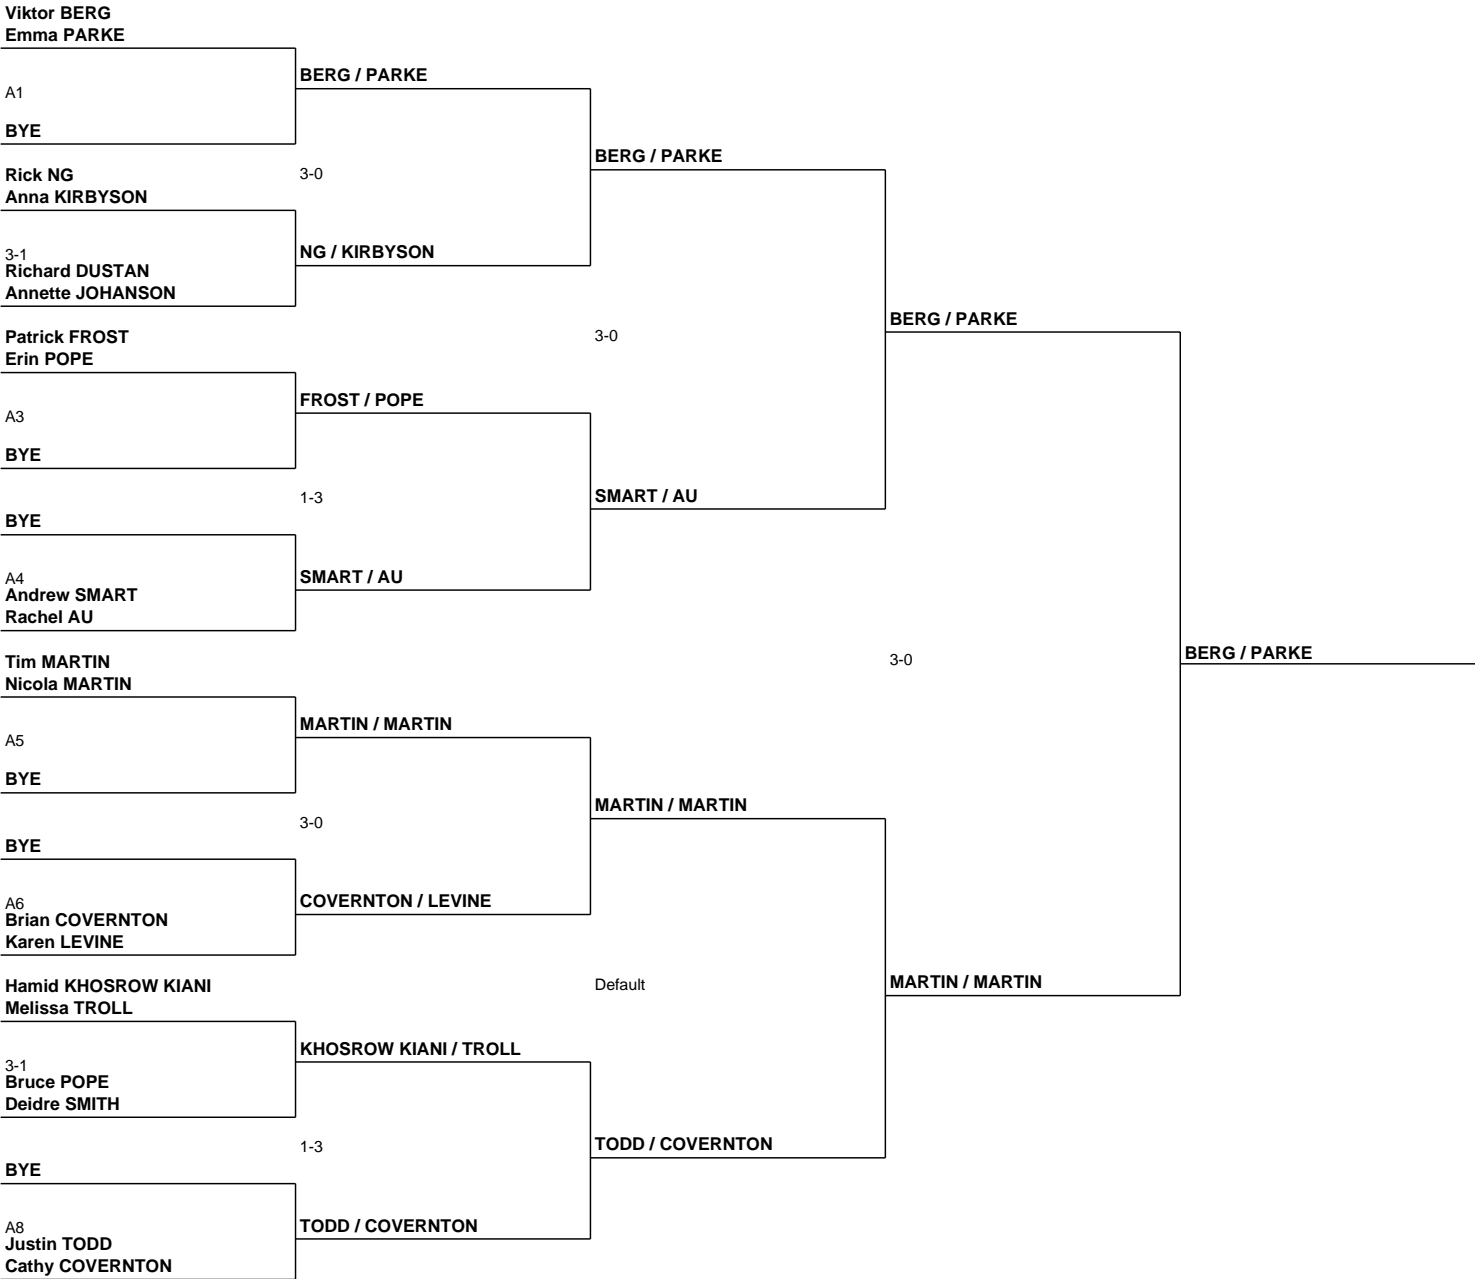 Viktor BERG
Emma PARKE
A1
BYE
Rick NG
Anna KIRBYSON
3-1
Richard DUSTAN
Annette JOHANSON
Patrick FROST
Erin POPE
A3
BYE
BYE
A4
Andrew SMART
Rachel AU
Tim MARTIN
Nicola MARTIN
A5
BYE
BYE
A6
Brian COVERNTON
Karen LEVINE
Hamid KHOSROW KIANI
Melissa TROLL
3-1
Bruce POPE
Deidre SMITH
BYE
A8
Justin TODD
Cathy COVERNTON
BERG / PARKE
3-0
NG / KIRBYSON
FROST / POPE
1-3
SMART / AU
MARTIN / MARTIN
3-0
COVERNTON / LEVINE
KHOSROW KIANI / TROLL
1-3
TODD / COVERNTON
BERG / PARKE
3-0
SMART / AU
MARTIN / MARTIN
Default
TODD / COVERNTON
BERG / PARKE
3-0
MARTIN / MARTIN
BERG / PARKE